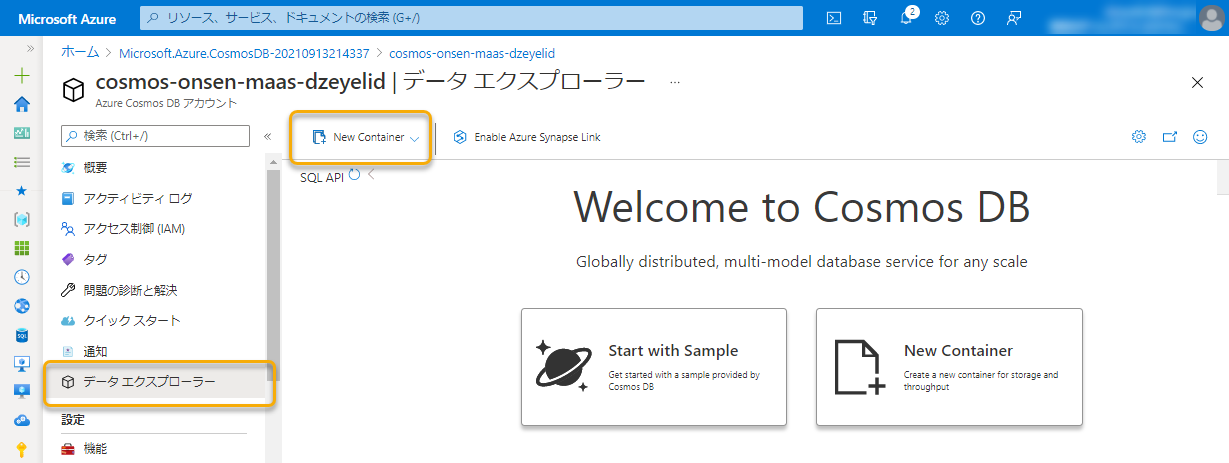 Microsoft Azure
リソース、サービス、ドキュメントの検索 (G+/)
2
ホーム > Microsoft.Azure.CosmosDB-20210913214337 > cosmos-onsen-maas-dzeyelid
cosmos-onsen-maas-dzeyelid | データ エクスプローラー ...
Azure Cosmos DB アカウント
検索 (Ctrl+/)
概要
アクティビティ ログ
アクセス制御 (IAM)
タグ
問題の診断と解決
クイック スタート
通知
データ エクスプローラー
設定
機能
New Container
Enable Azure Synapse Link
SQL API
Welcome to Cosmos DB
Globally distributed, multi-model database service for any scale
Start with Sample
Get started with a sample provided by
Cosmos DB
New Container
Create a new container for storage and
throughput
SQL